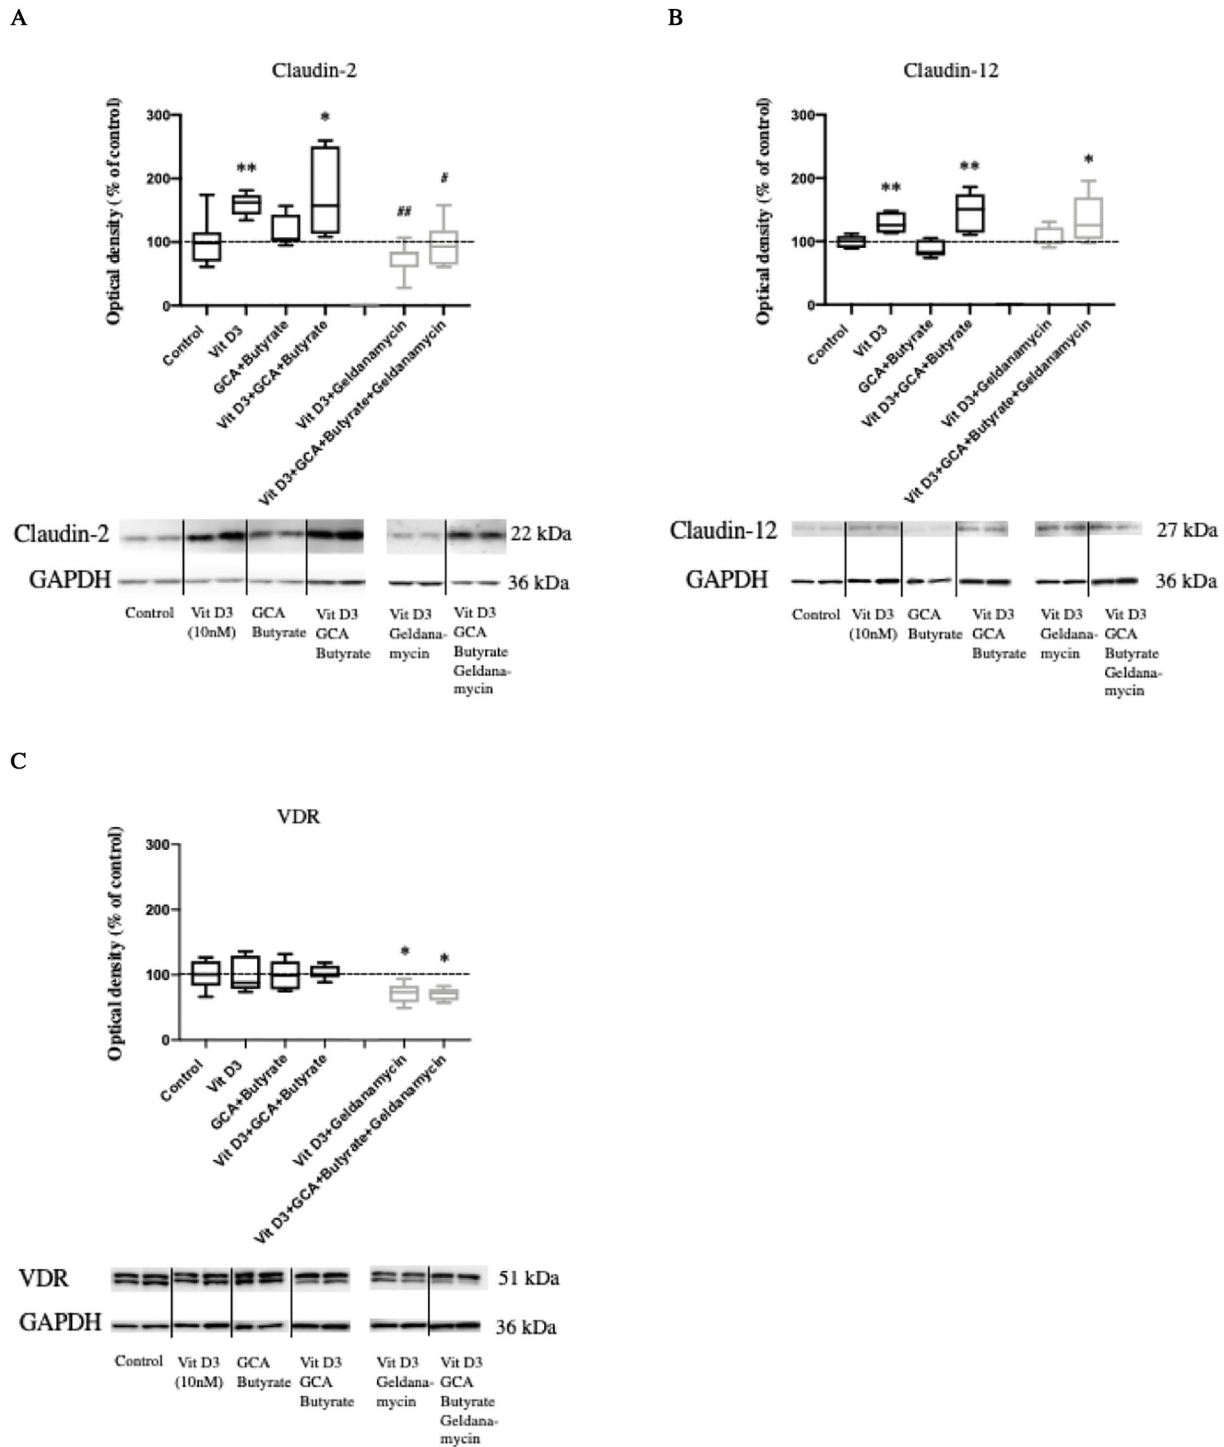 A
Claudin-2
Optical density (% of control)
300
200
100
0
**
*
##
#
Control
Vit D3
GCA+Butyrate
Vit D3+GCA+Butyrate
Vit D3+Geldanamycin
Vit D3+GCA+Butyrate+Geldanamycin
Claudin-2
22 kDa
GAPDH
36 kDa
Control
Vit D3
(10nM)
GCA
Butyrate
Vit D3
GCA
Butyrate
Vit D3
Geldana-
mycin
Vit D3
GCA
Butyrate
Geldana-
mycin
B
Claudin-12
Optical density (% of control)
300
200
100
0
**
**
*
Control
Vit D3
GCA+Butyrate
Vit D3+GCA+Butyrate
Vit D3+Geldanamycin
Vit D3+GCA+Butyrate+Geldanamycin
Claudin-12
27 kDa
GAPDH
36 kDa
Control
Vit D3
(10nM)
GCA
Butyrate
Vit D3
GCA
Butyrate
Vit D3
Geldana-
mycin
Vit D3
GCA
Butyrate
Geldana-
mycin
C
VDR
Optical density (% of control)
300
200
100
0
*
*
Control
Vit D3
GCA+Butyrate
Vit D3+GCA+Butyrate
Vit D3+Geldanamycin
Vit D3+GCA+Butyrate+Geldanamycin
VDR
51 kDa
GAPDH
36 kDa
Control
Vit D3
(10nM)
GCA
Butyrate
Vit D3
GCA
Butyrate
Vit D3
Geldana-
mycin
Vit D3
GCA
Butyrate
Geldana-
mycin